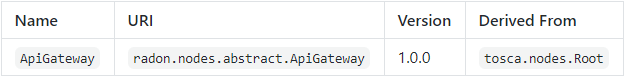 Name URI Version Derived From
ApiGateway radon.nodes.abstract.ApiGateway 1.0.0 tosca.nodes.Root